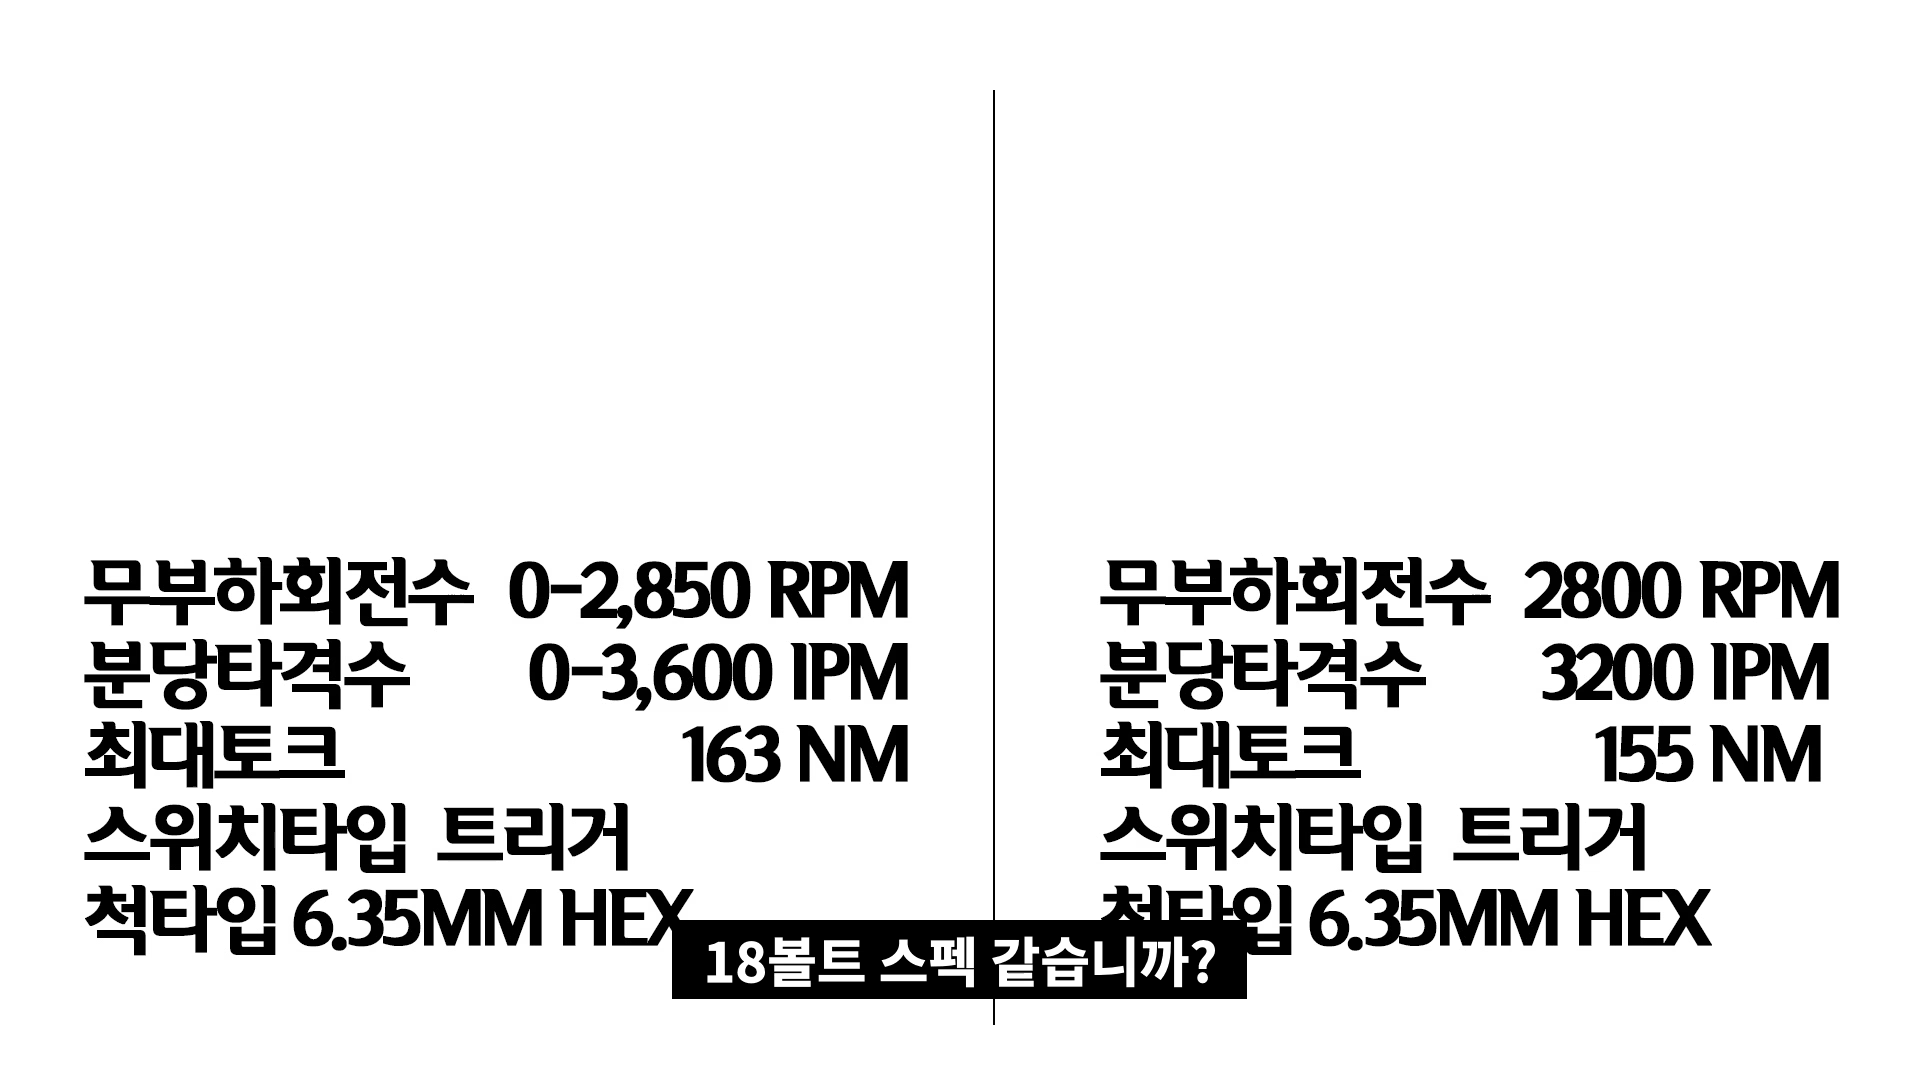 무부하회전수 0-2,850 RPM
분당타격수 0-3,600 IPM
최대토크 163 NM
스위치타입 트리거
척타입 6.35MM HEX
무부하회전수 2800 RPM
분당타격수 3200 IPM
최대토크 155 NM
스위치타입 트리거
척타입 6.35MM HEX
18볼트 스펙 같습니까?